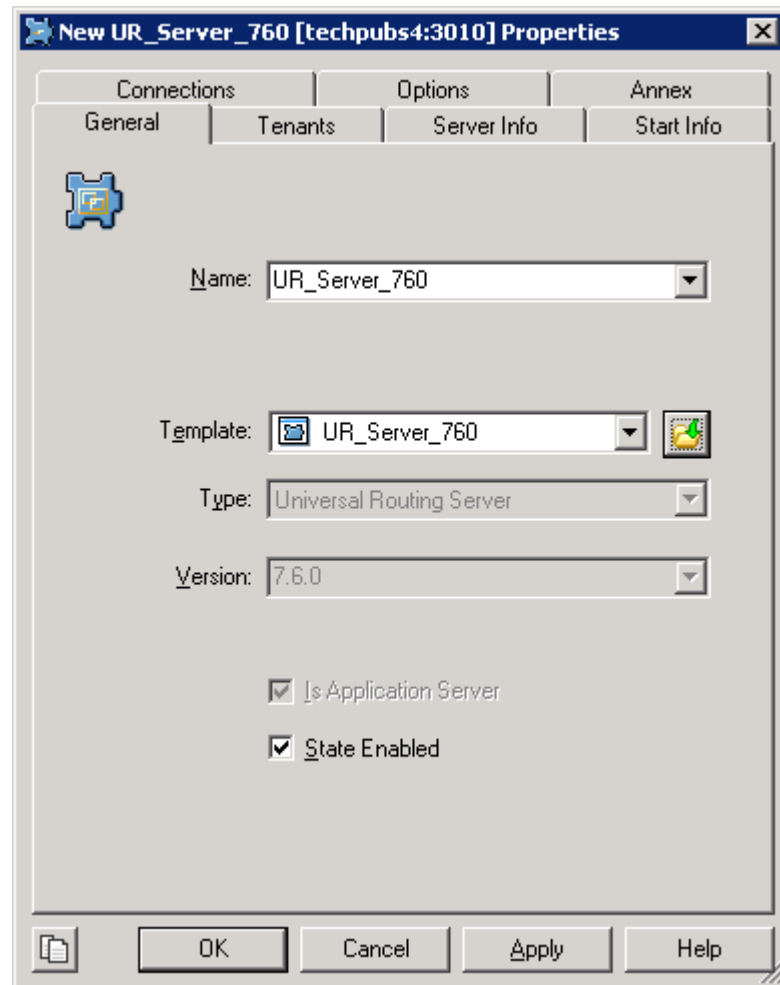 New UR_Server_760 [techpubs4:3010] Properties
Connections Options Annex
General Tenants Server Info Start Info
Name: UR_Server_760
Template: UR_Server_760
Type: Universal Routing Server
Version: 7.6.0
Is Application Server
State Enabled
OK Cancel Apply Help